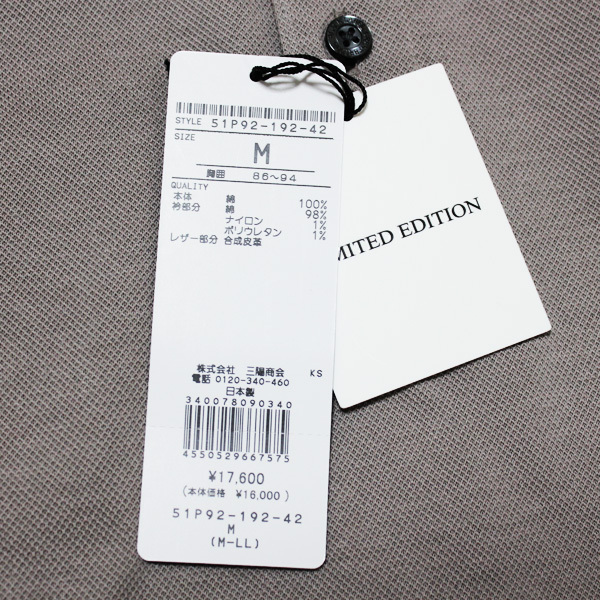 STYLE 51P92-192-42
SIZE
M
胸囲 86~94
QUALITY
本体 綿 100%
衿部分 綿 98%
ナイロン 1%
ポリウレタン 1%
レザー部分 合成皮革
株式会社 三陽商会 KS
電話 0120-340-460
日本製
340078090340
4550529667575
¥17,600
(本体価格 ¥16,000)
51P92-192-42
M
(M-LL)
MITED EDITION